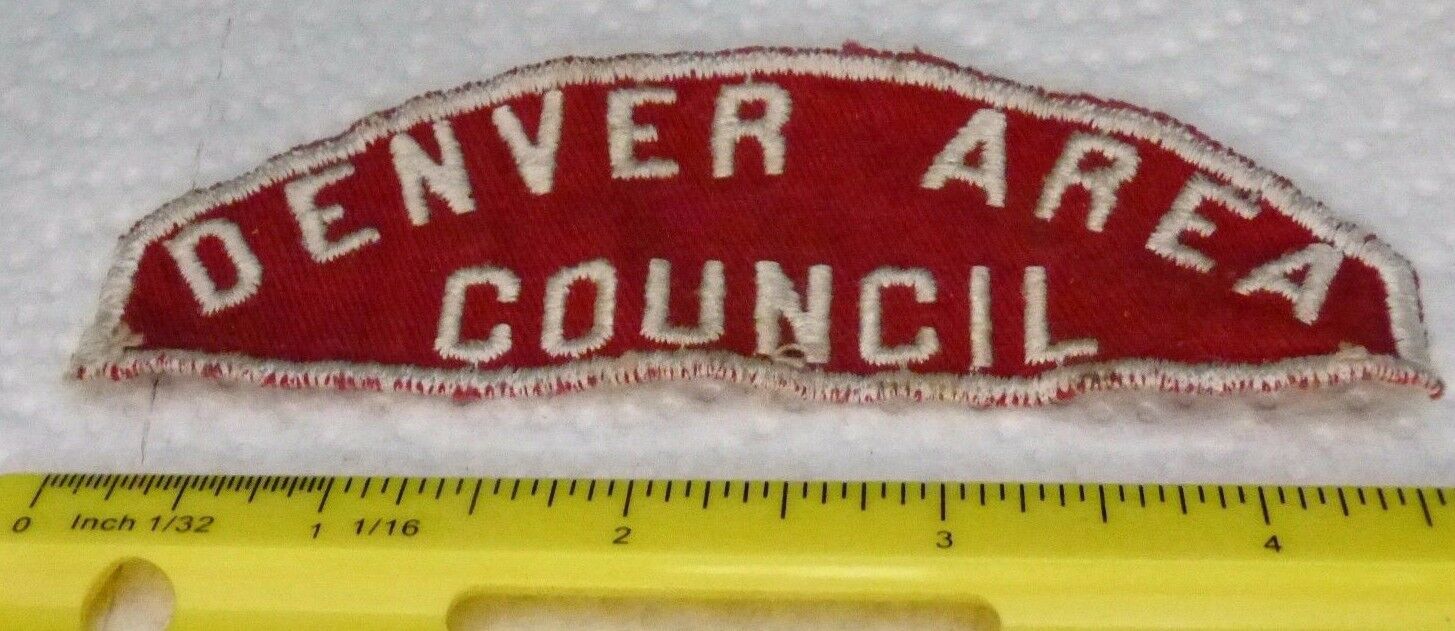 DENVER AREA
COUNCIL
0 Inch 1/32 1 1/16 2 3 4